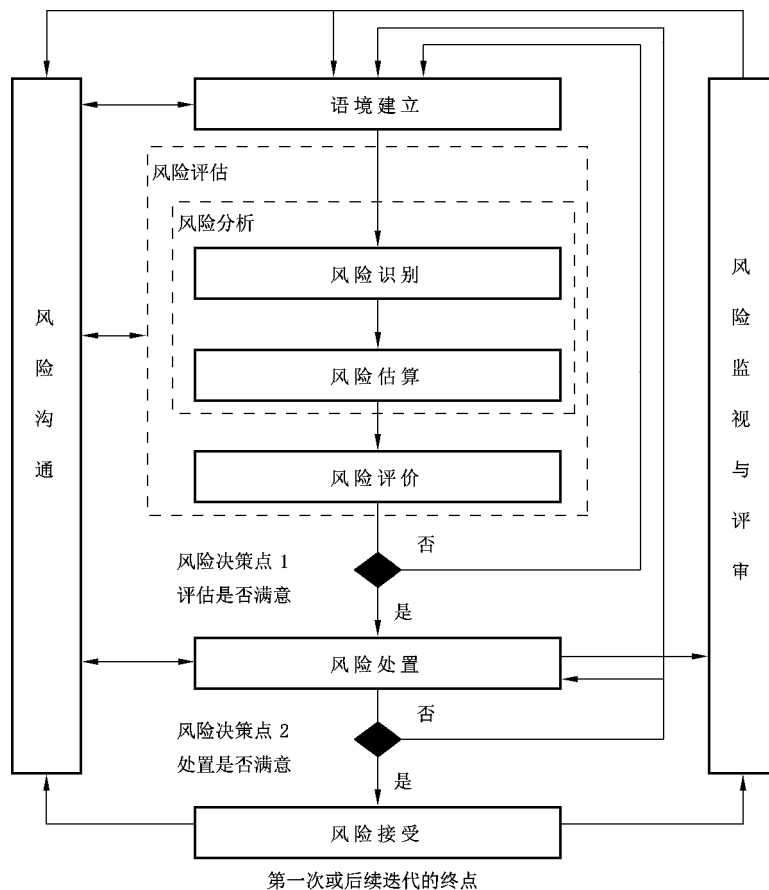 语境建立
风险评估
风险分析
风险识别
风险估算
风险评价
风险沟通
风险监视与评审
否
风险决策点 1
评估是否满意
是
风险处置
否
风险决策点 2
处置是否满意
是
风险接受
第一次或后续迭代的终点